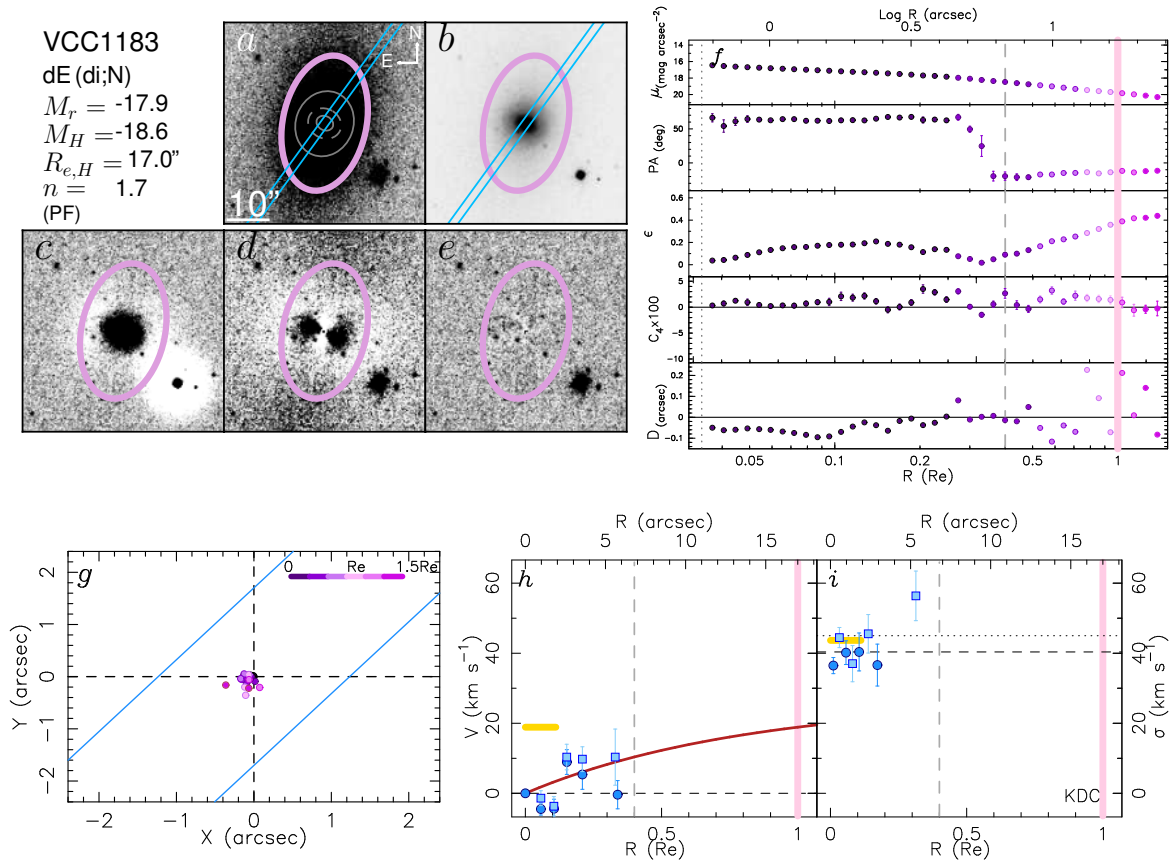 VCC1183
dE (di;N)
M_r = -17.9
M_H = -18.6
R_{e,H} = 17.0"
n = 1.7
(PF)
a
N
E
10"
b
c
d
e
Log R (arcsec)
0 0.5 1
f
μ(mag arcsec⁻²)
14
16
18
20
PA (deg)
50
0
ε
0.6
0.4
0.2
0
C₄x100
5
0
−5
−10
D (arcsec)
0.2
0.1
0
−0.1
0.05 0.1 0.2 0.5 1
R (Re)
g
0 Re 1.5Re
Y (arcsec)
2
1
0
−1
−2
−2 −1 0 1 2
X (arcsec)
R (arcsec)
0 5 10 15
h
V (km s⁻¹)
60
40
20
0
0 0.5 1
R (Re)
R (arcsec)
0 5 10 15
i
KDC
60
40
20
0
σ (km s⁻¹)
0 0.5 1
R (Re)